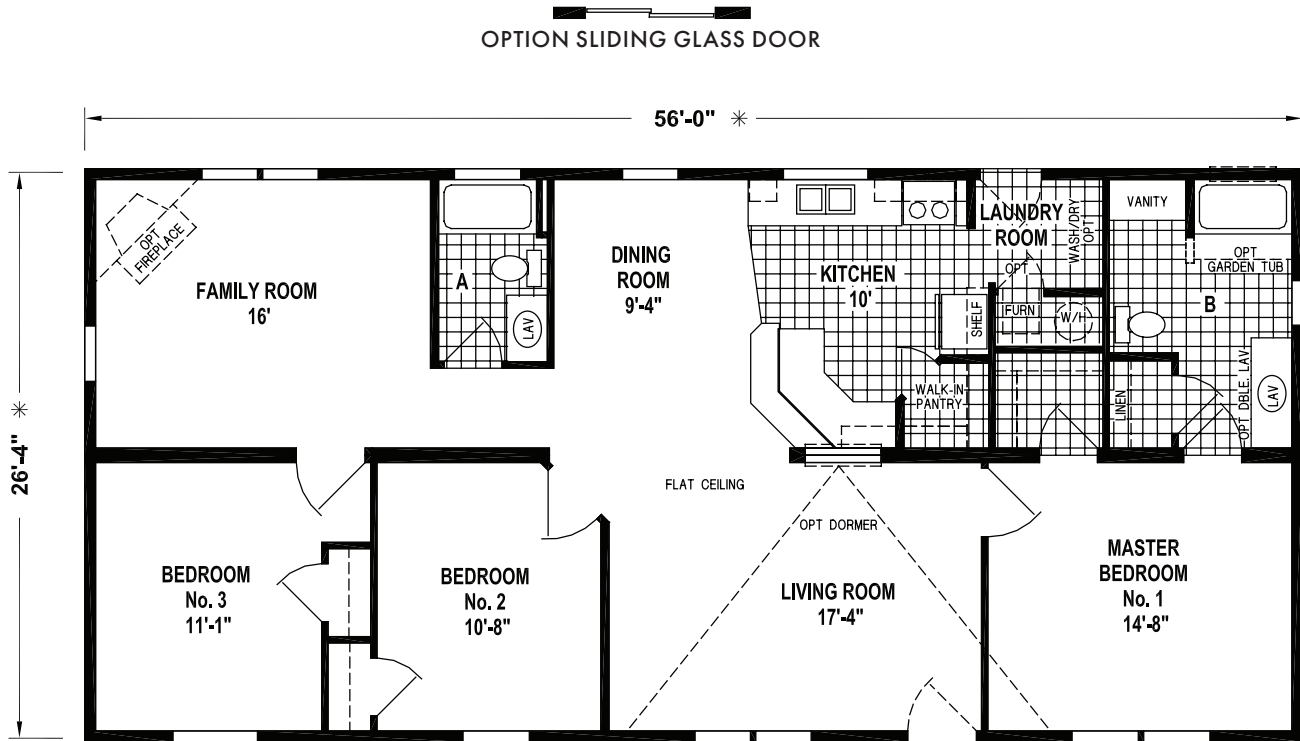 OPTION SLIDING GLASS DOOR
56'-0" ✳
26'-4" ✳
OPT
FIREPLACE
FAMILY ROOM
16'
A
LAV
DINING
ROOM
9'-4"
KITCHEN
10'
SHELF
WALK-IN
PANTRY
LAUNDRY
ROOM
WASH/DRY
OPT
OPT
FURN
W/H
VANITY
OPT
GARDEN TUB
B
LINEN
OPT DBLE. LAV
LAV
FLAT CEILING
OPT DORMER
BEDROOM
No. 3
11'-1"
BEDROOM
No. 2
10'-8"
LIVING ROOM
17'-4"
MASTER
BEDROOM
No. 1
14'-8"